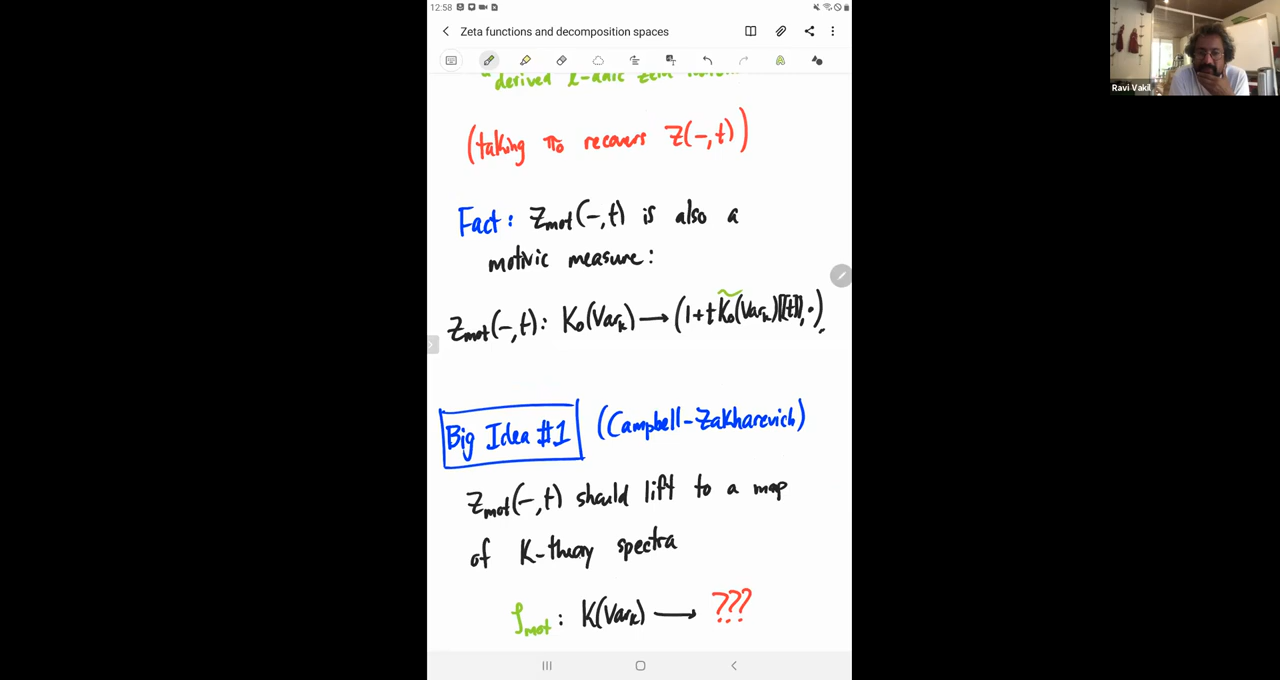 12:58
Zeta functions and decomposition spaces
Ravi Vakil
"derived ℓ-adic zeta
(taking π₀ recovers Z(-,t))
Fact: Z_mot(-,t) is also a
motivic measure:
Z_mot(-,t): K₀(Var_k) ⟶ (1+t K̃₀(Var_k)[[t]], ·)
Big Idea #1 (Campbell-Zakharevich)
Z_mot(-,t) should lift to a map
of K-theory spectra
ζ_mot : K(Var_k) ⟶ ???